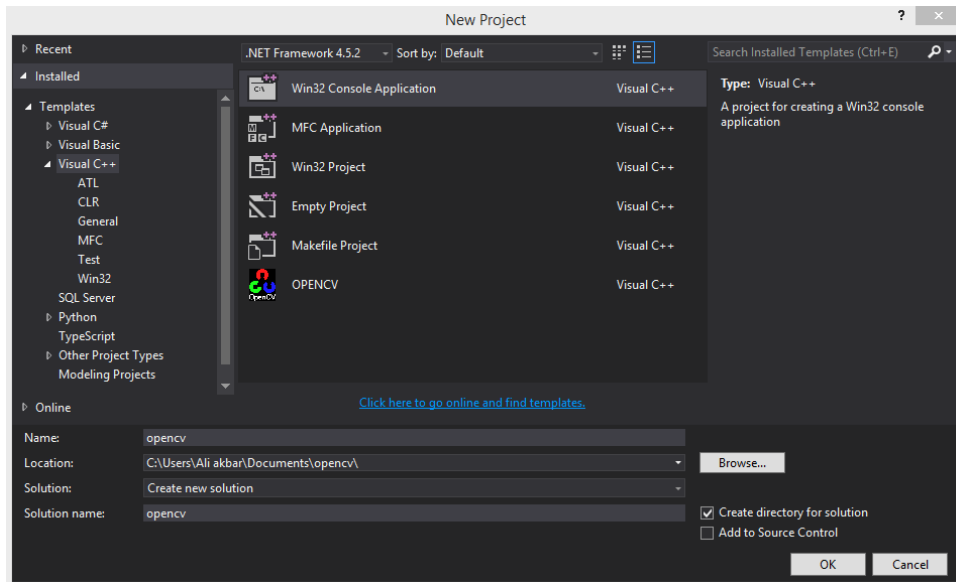 New Project
? ×
Recent
.NET Framework 4.5.2 Sort by: Default
Search Installed Templates (Ctrl+E)
Installed
Templates
Visual C#
Visual Basic
Visual C++
ATL
CLR
General
MFC
Test
Win32
SQL Server
Python
TypeScript
Other Project Types
Modeling Projects
Online
Win32 Console Application Visual C++
MFC Application Visual C++
Win32 Project Visual C++
Empty Project Visual C++
Makefile Project Visual C++
OpenCV
OPENCV Visual C++
Type: Visual C++
A project for creating a Win32 console
application
Click here to go online and find templates.
Name: opencv
Location: C:\Users\Ali akbar\Documents\opencv\
Browse...
Solution: Create new solution
Solution name: opencv
Create directory for solution
Add to Source Control
OK Cancel